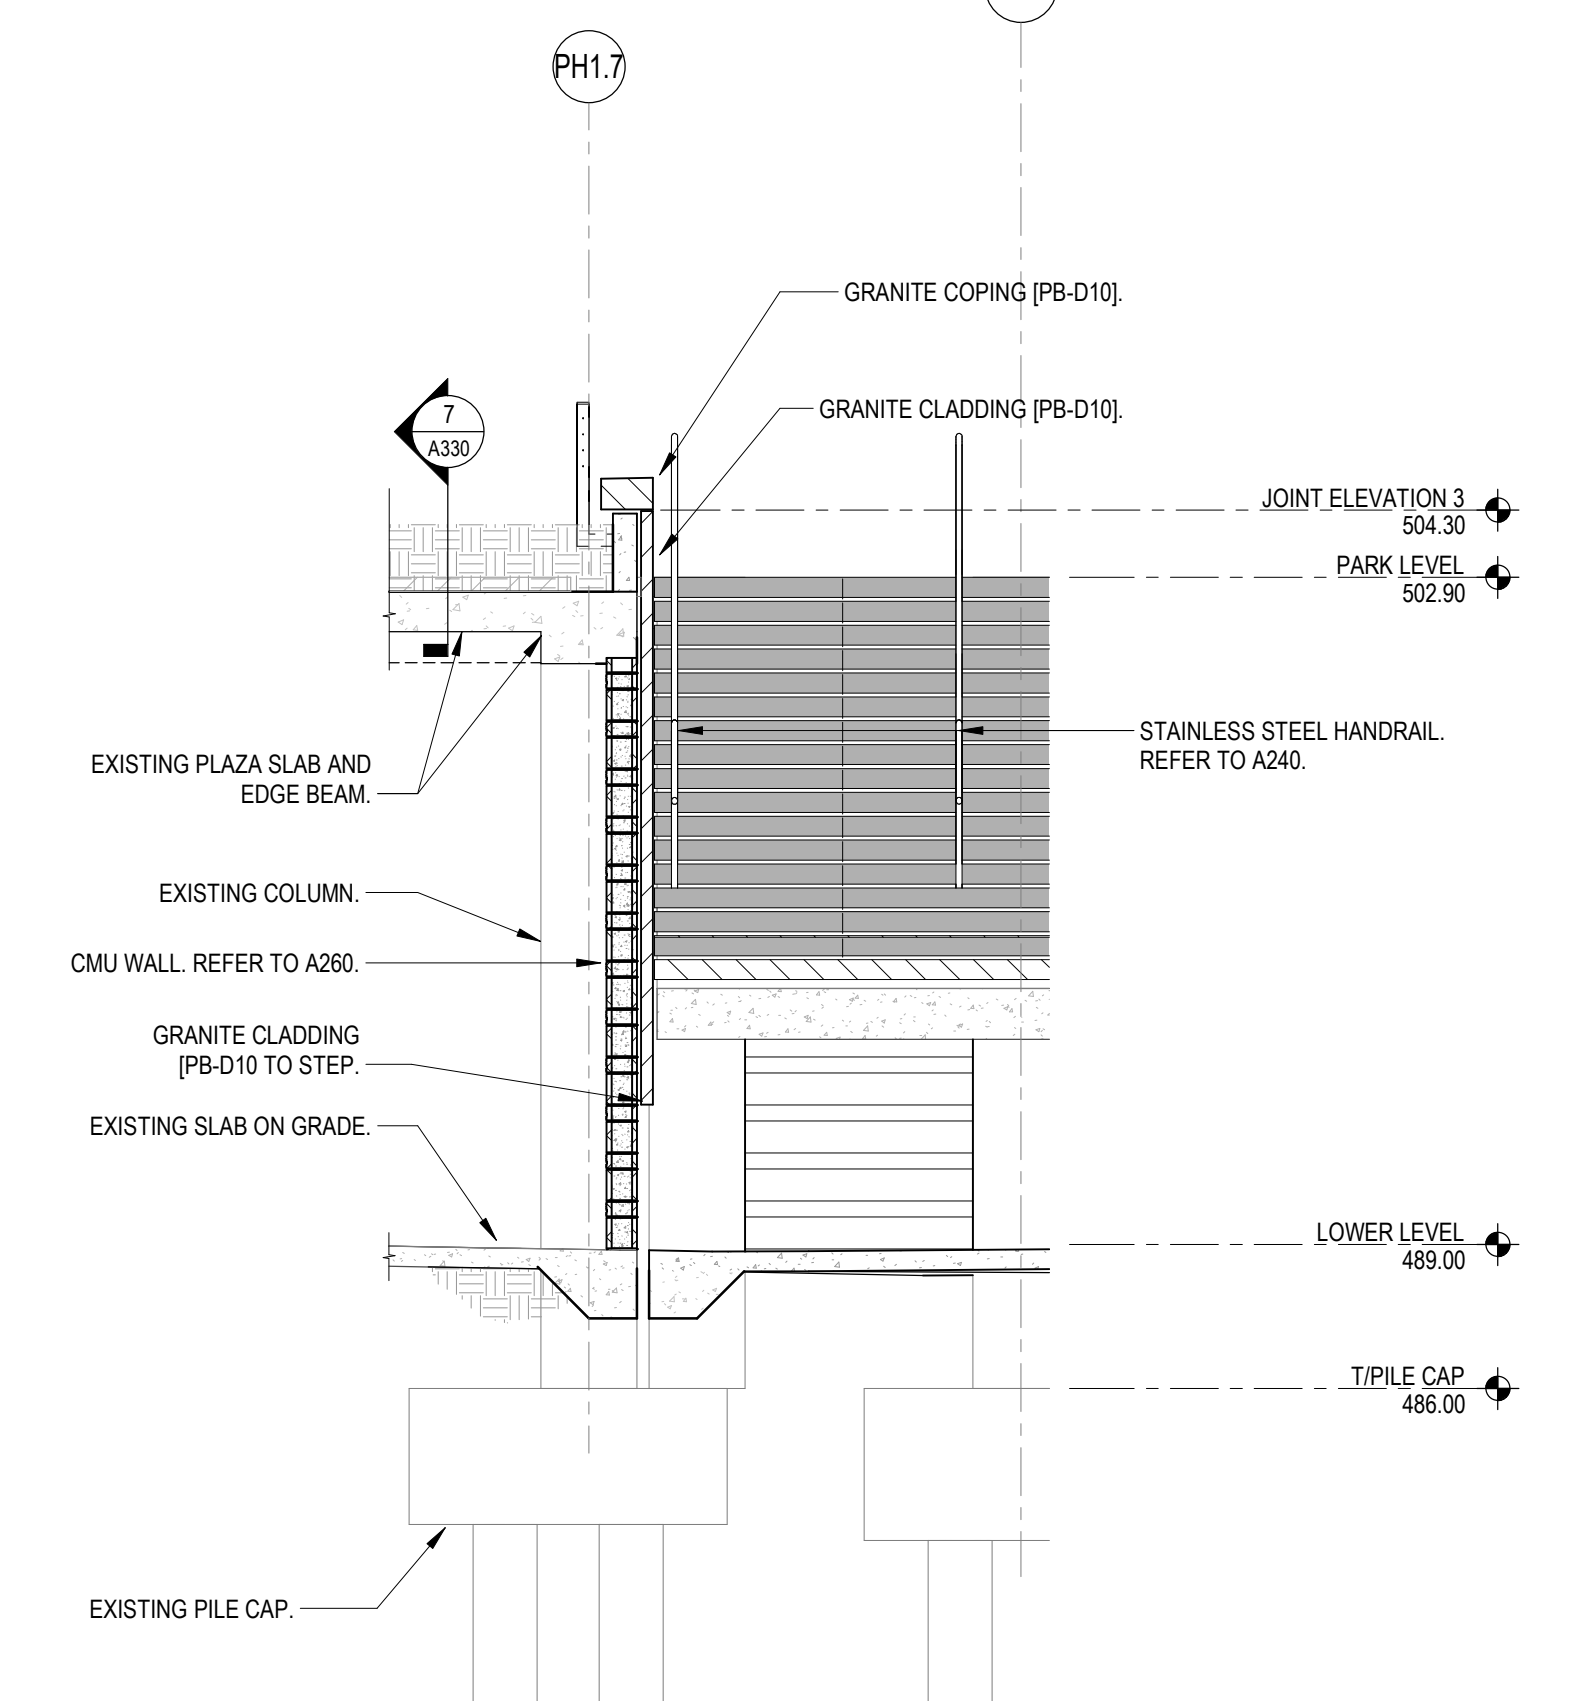 PH1.7
GRANITE COPING [PB-D10].
GRANITE CLADDING [PB-D10].
7
A330
JOINT ELEVATION 3
504.30
PARK LEVEL
502.90
STAINLESS STEEL HANDRAIL.
REFER TO A240.
EXISTING PLAZA SLAB AND
EDGE BEAM.
EXISTING COLUMN.
CMU WALL. REFER TO A260.
GRANITE CLADDING
[PB-D10 TO STEP.
EXISTING SLAB ON GRADE.
LOWER LEVEL
489.00
T/PILE CAP
486.00
EXISTING PILE CAP.